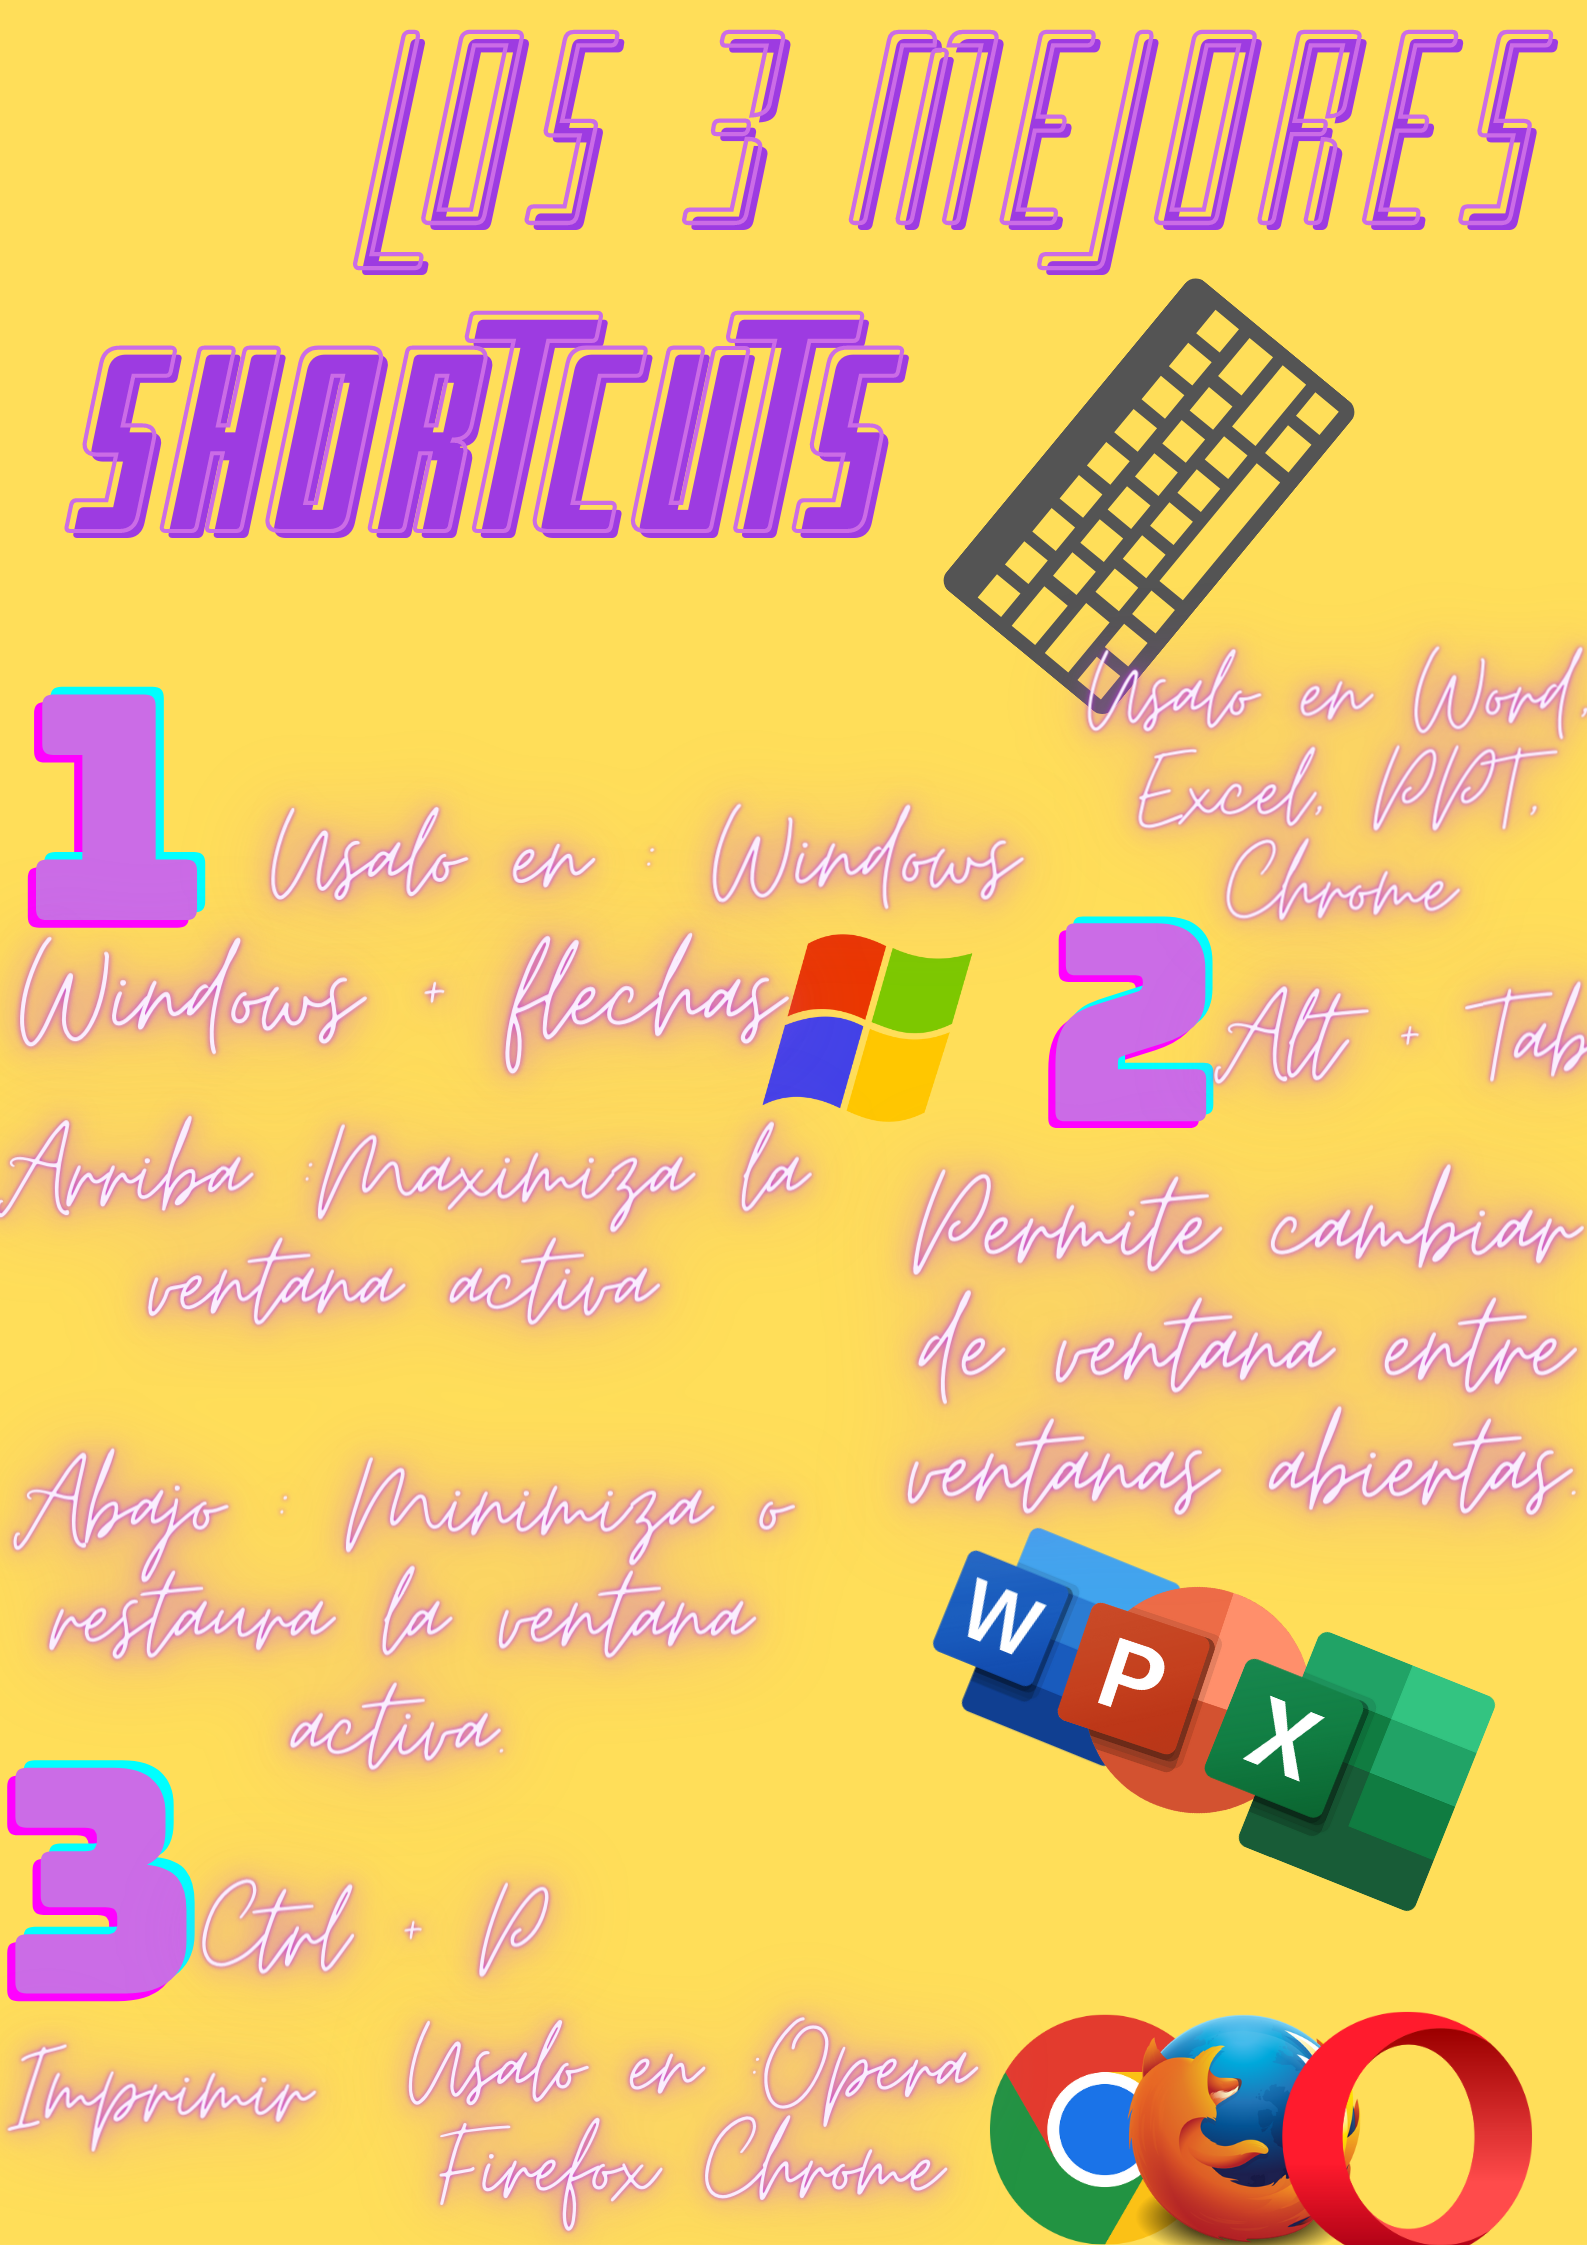 Los 3 mejores
shortcuts
1
Usalo en : Windows
Windows + flechas
Arriba :Maximiza la
ventana activa
Abajo : Minimiza o
restaura la ventana
activa.
Usalo en Word,
Excel, PPT,
Chrome
2
Alt + Tab
Permite cambiar
de ventana entre
ventanas abiertas.
W
P
X
3
Ctrl + P
Imprimir
Usalo en :Opera
Firefox Chrome